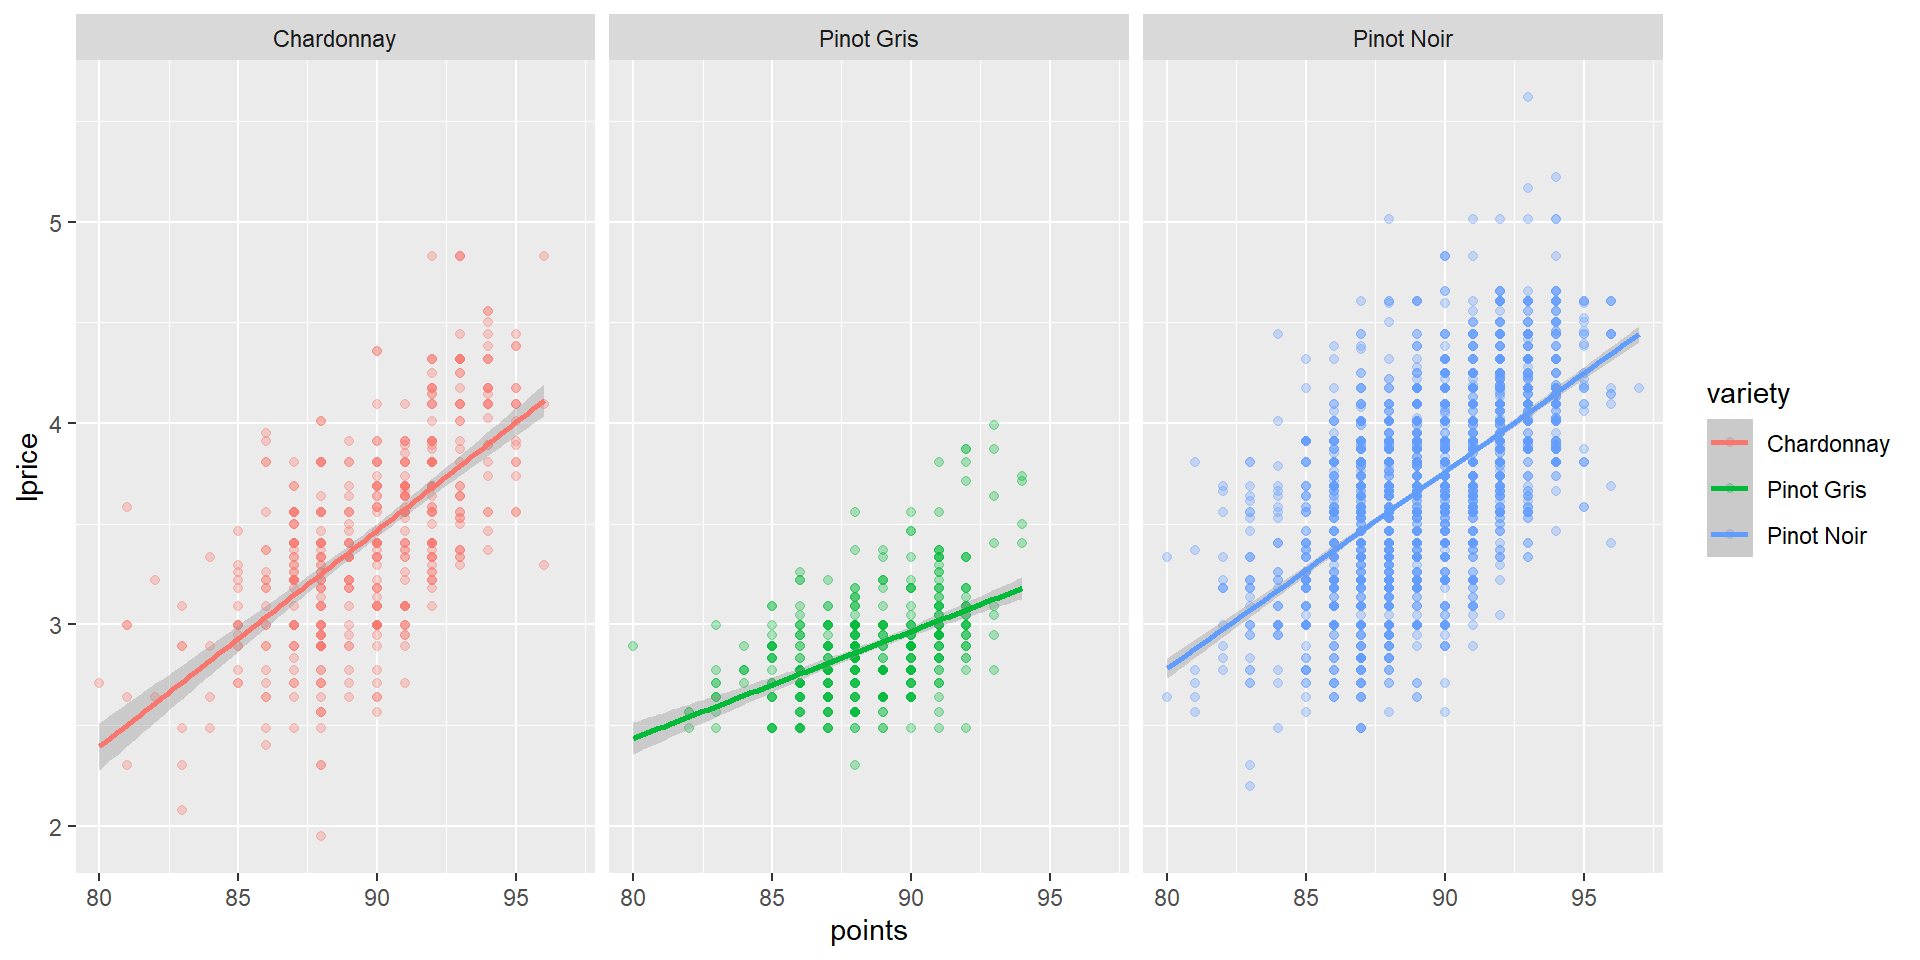 Chardonnay Pinot Gris Pinot Noir
5
4
3
2
lprice
80 85 90 95 80 85 90 95 80 85 90 95
points
variety
Chardonnay
Pinot Gris
Pinot Noir